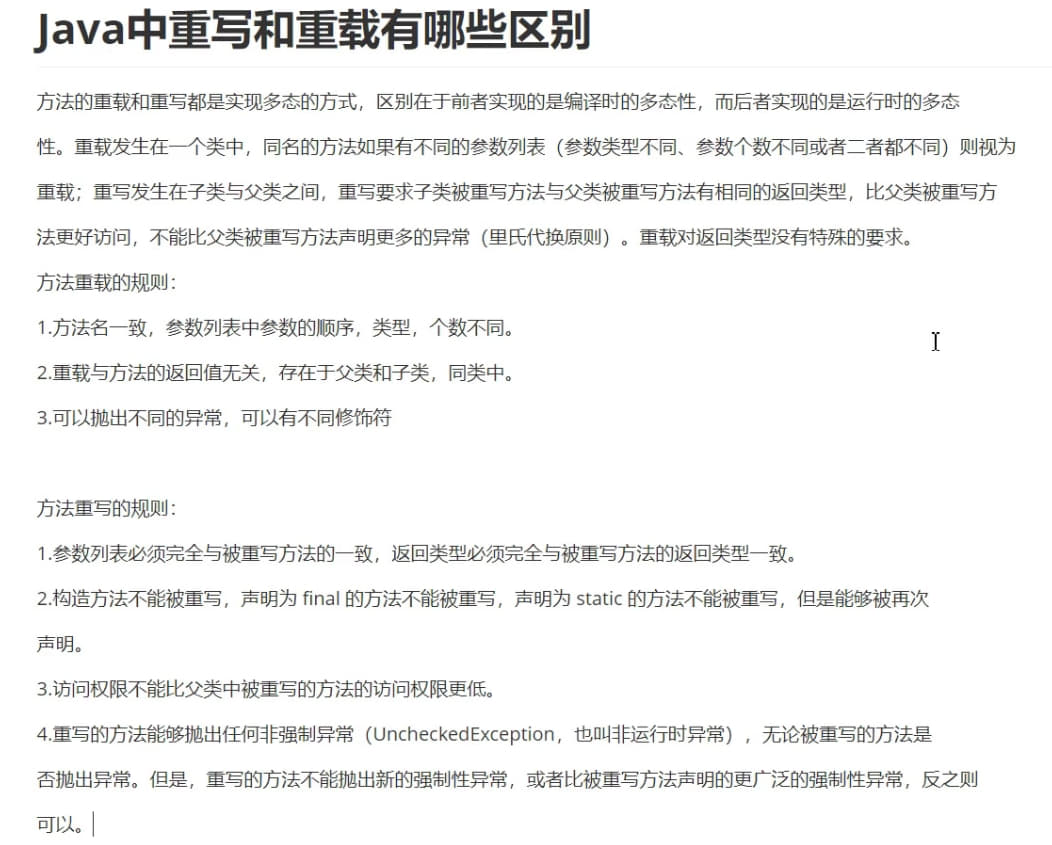 Java中重写和重载有哪些区别
方法的重载和重写都是实现多态的方式，区别在于前者实现的是编译时的多态性，而后者实现的是运行时的多态
性。重载发生在一个类中，同名的方法如果有不同的参数列表（参数类型不同、参数个数不同或者二者都不同）则视为
重载；重写发生在子类与父类之间，重写要求子类被重写方法与父类被重写方法有相同的返回类型，比父类被重写方
法更好访问，不能比父类被重写方法声明更多的异常（里氏代换原则）。重载对返回类型没有特殊的要求。
方法重载的规则：
1.方法名一致，参数列表中参数的顺序，类型，个数不同。
2.重载与方法的返回值无关，存在于父类和子类，同类中。
3.可以抛出不同的异常，可以有不同修饰符
方法重写的规则：
1.参数列表必须完全与被重写方法的一致，返回类型必须完全与被重写方法的返回类型一致。
2.构造方法不能被重写，声明为 final 的方法不能被重写，声明为 static 的方法不能被重写，但是能够被再次
声明。
3.访问权限不能比父类中被重写的方法的访问权限更低。
4.重写的方法能够抛出任何非强制异常（UncheckedException，也叫非运行时异常），无论被重写的方法是
否抛出异常。但是，重写的方法不能抛出新的强制性异常，或者比被重写方法声明的更广泛的强制性异常，反之则
可以。